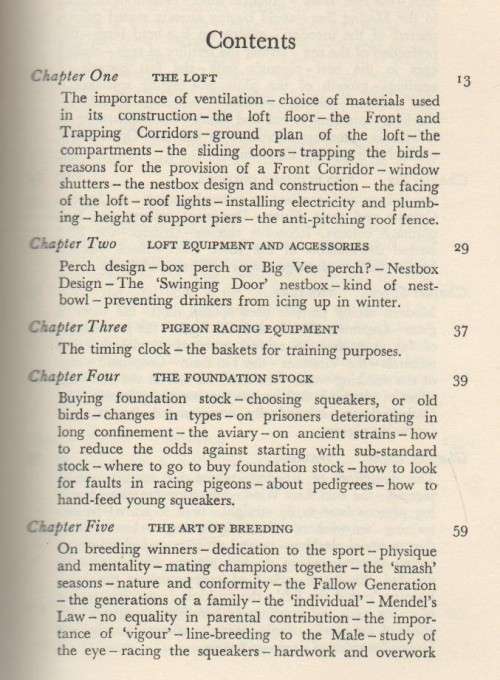 Contents
Chapter One THE LOFT 13
The importance of ventilation – choice of materials used
in its construction – the loft floor – the Front and
Trapping Corridors – ground plan of the loft – the
compartments – the sliding doors – trapping the birds –
reasons for the provision of a Front Corridor – window
shutters – the nestbox design and construction – the facing
of the loft – roof lights – installing electricity and plumb-
ing – height of support piers – the anti-pitching roof fence.
Chapter Two LOFT EQUIPMENT AND ACCESSORIES 29
Perch design – box perch or Big Vee perch? – Nestbox
Design – The ‘Swinging Door’ nestbox – kind of nest-
bowl – preventing drinkers from icing up in winter.
Chapter Three PIGEON RACING EQUIPMENT 37
The timing clock – the baskets for training purposes.
Chapter Four THE FOUNDATION STOCK 39
Buying foundation stock – choosing squeakers, or old
birds – changes in types – on prisoners deteriorating in
long confinement – the aviary – on ancient strains – how
to reduce the odds against starting with sub-standard
stock – where to go to buy foundation stock – how to look
for faults in racing pigeons – about pedigrees – how to
hand-feed young squeakers.
Chapter Five THE ART OF BREEDING 59
On breeding winners – dedication to the sport – physique
and mentality – mating champions together – the ‘smash’
seasons – nature and conformity – the Fallow Generation
– the generations of a family – the ‘individual’ – Mendel’s
Law – no equality in parental contribution – the impor-
tance of ‘vigour’ – line-breeding to the Male – study of
the eye – racing the squeakers – hardwork and overwork